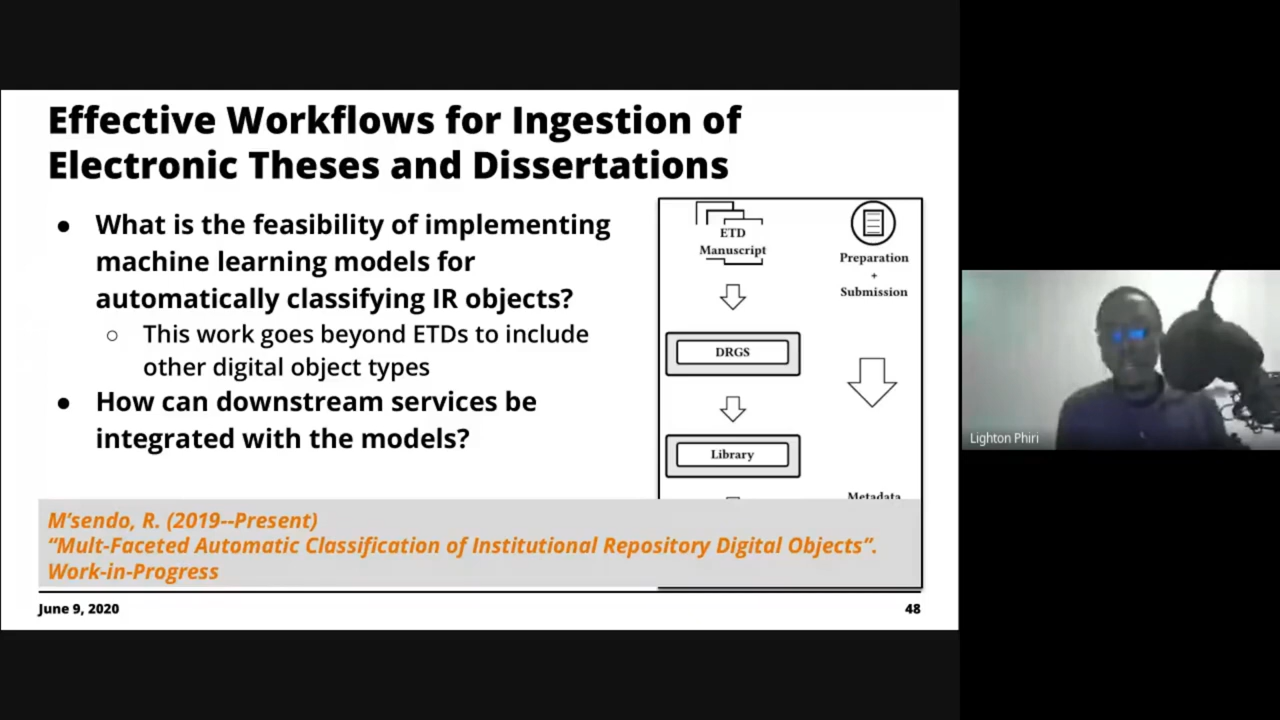 Effective Workflows for Ingestion of
Electronic Theses and Dissertations
● What is the feasibility of implementing
machine learning models for
automatically classifying IR objects?
○ This work goes beyond ETDs to include
other digital object types
● How can downstream services be
integrated with the models?
ETD
Manuscript
Preparation
+
Submission
DRGS
Library
Metadata
M'sendo, R. (2019--Present)
“Mult-Faceted Automatic Classification of Institutional Repository Digital Objects”.
Work-in-Progress
June 9, 2020
48
Lighton Phiri